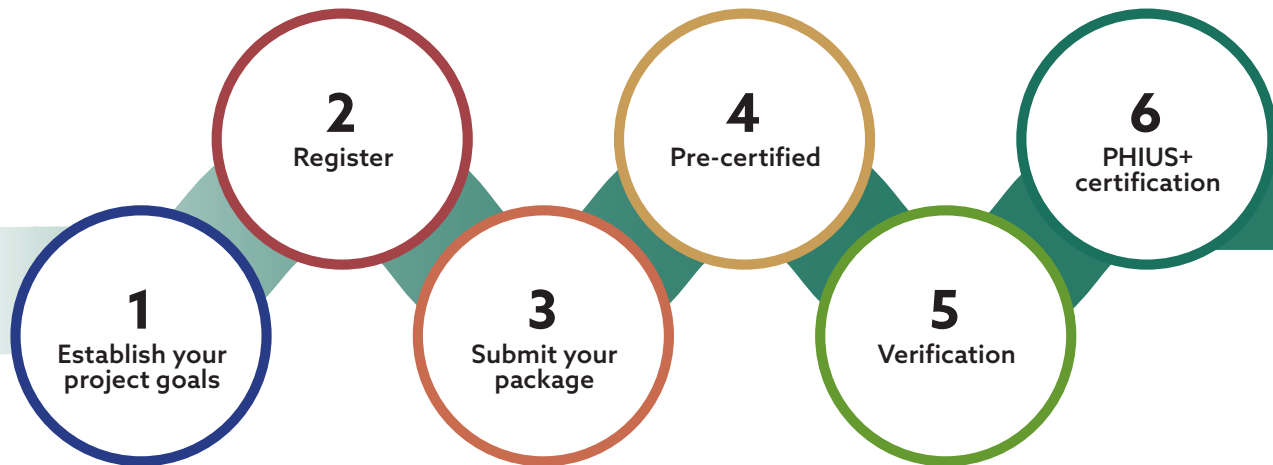 1
Establish your
project goals
2
Register
3
Submit your
package
4
Pre-certified
5
Verification
6
PHIUS+
certification